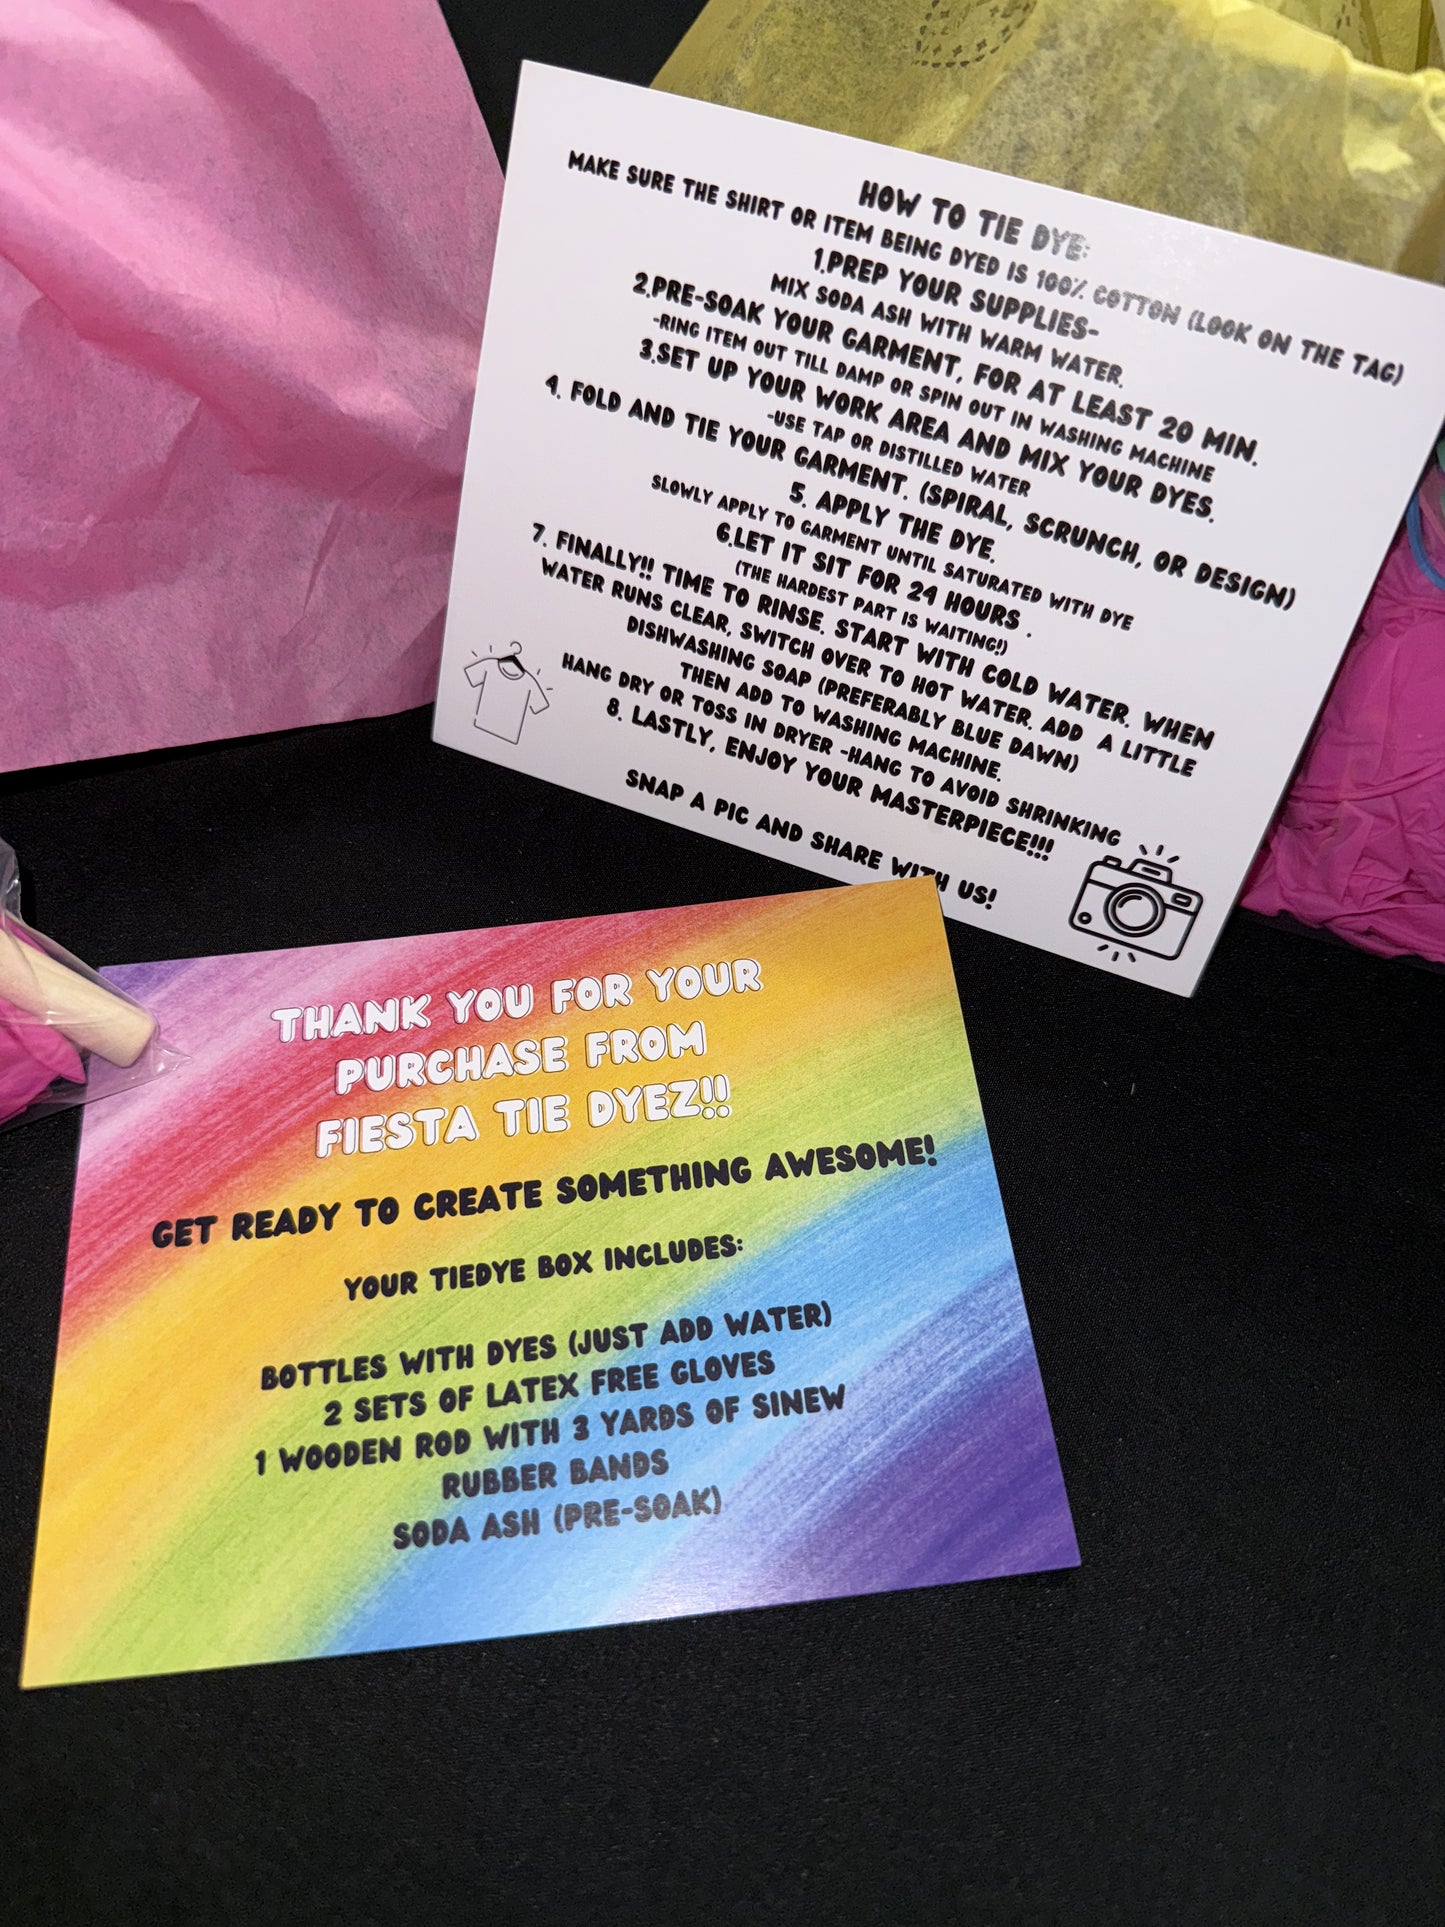 HOW TO TIE DYE:
MAKE SURE THE SHIRT OR ITEM BEING DYED IS 100% COTTON (LOOK ON THE TAG)
1.PREP YOUR SUPPLIES-
MIX SODA ASH WITH WARM WATER.
2.PRE-SOAK YOUR GARMENT, FOR AT LEAST 20 MIN.
-RING ITEM OUT TILL DAMP OR SPIN OUT IN WASHING MACHINE
3.SET UP YOUR WORK AREA AND MIX YOUR DYES.
-USE TAP OR DISTILLED WATER
4. FOLD AND TIE YOUR GARMENT. (SPIRAL, SCRUNCH, OR DESIGN)
5. APPLY THE DYE.
SLOWLY APPLY TO GARMENT UNTIL SATURATED WITH DYE
6.LET IT SIT FOR 24 HOURS .
(THE HARDEST PART IS WAITING!)
7. FINALLY!! TIME TO RINSE. START WITH COLD WATER. WHEN
WATER RUNS CLEAR, SWITCH OVER TO HOT WATER. ADD A LITTLE
DISHWASHING SOAP (PREFERABLY BLUE DAWN)
THEN ADD TO WASHING MACHINE.
HANG DRY OR TOSS IN DRYER -HANG TO AVOID SHRINKING
8. LASTLY, ENJOY YOUR MASTERPIECE!!!
SNAP A PIC AND SHARE WITH US!
THANK YOU FOR YOUR
PURCHASE FROM
FIESTA TIE DYEZ!!
GET READY TO CREATE SOMETHING AWESOME!
YOUR TIEDYE BOX INCLUDES:
BOTTLES WITH DYES (JUST ADD WATER)
2 SETS OF LATEX FREE GLOVES
1 WOODEN ROD WITH 3 YARDS OF SINEW
RUBBER BANDS
SODA ASH (PRE-SOAK)